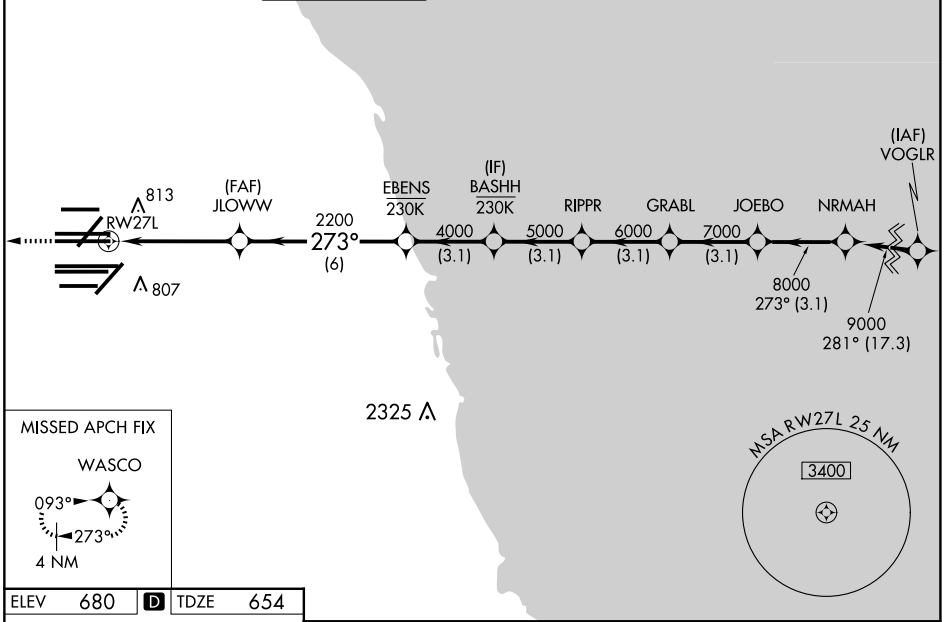 (IAF)
VOGLR
(IF)
BASHH
230K
EBENS
230K
(FAF)
JLOWW
813
RW27L
RIPPR
GRABL
JOEBO
NRMAH
2200
273°
(6)
4000
(3.1)
5000
(3.1)
6000
(3.1)
7000
(3.1)
8000
273° (3.1)
9000
281° (17.3)
807
2325
MISSED APCH FIX
WASCO
093°
273°
4 NM
MSA RW27L 25 NM
3400
ELEV 680 D TDZE 654